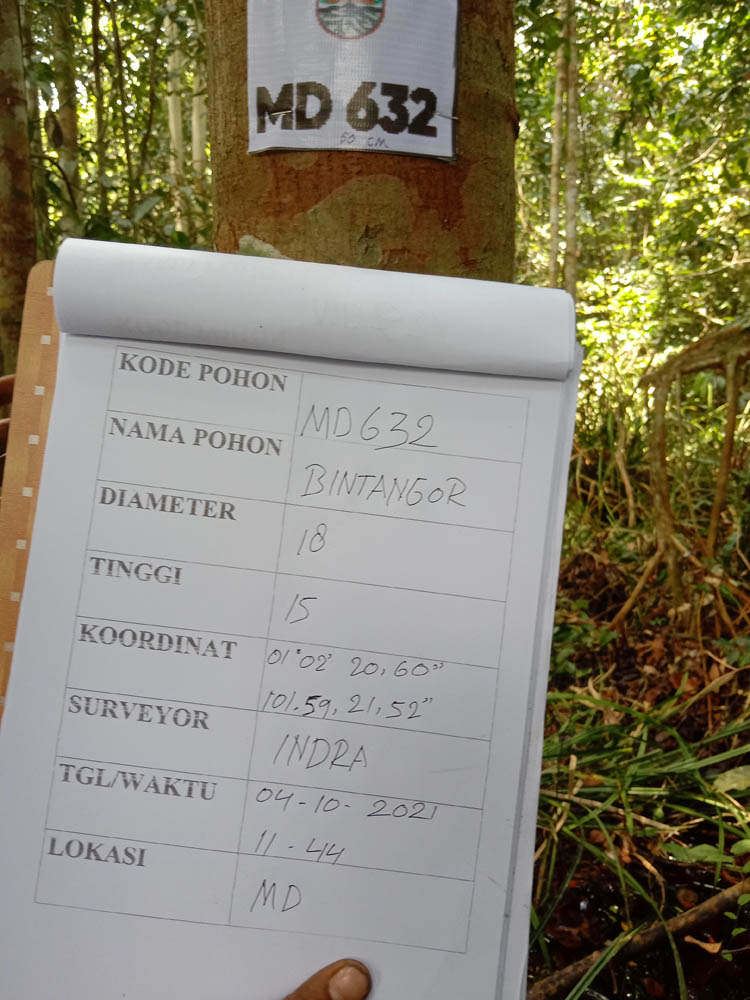 MD 632
50 CM
KODE POHON MD632
NAMA POHON BINTANGOR
DIAMETER 18
TINGGI 15
KOORDINAT 01°02' 20,60"
101.59, 21, 52"
SURVEYOR INDRA
TGL/WAKTU 04-10-2021
11-44
LOKASI MD